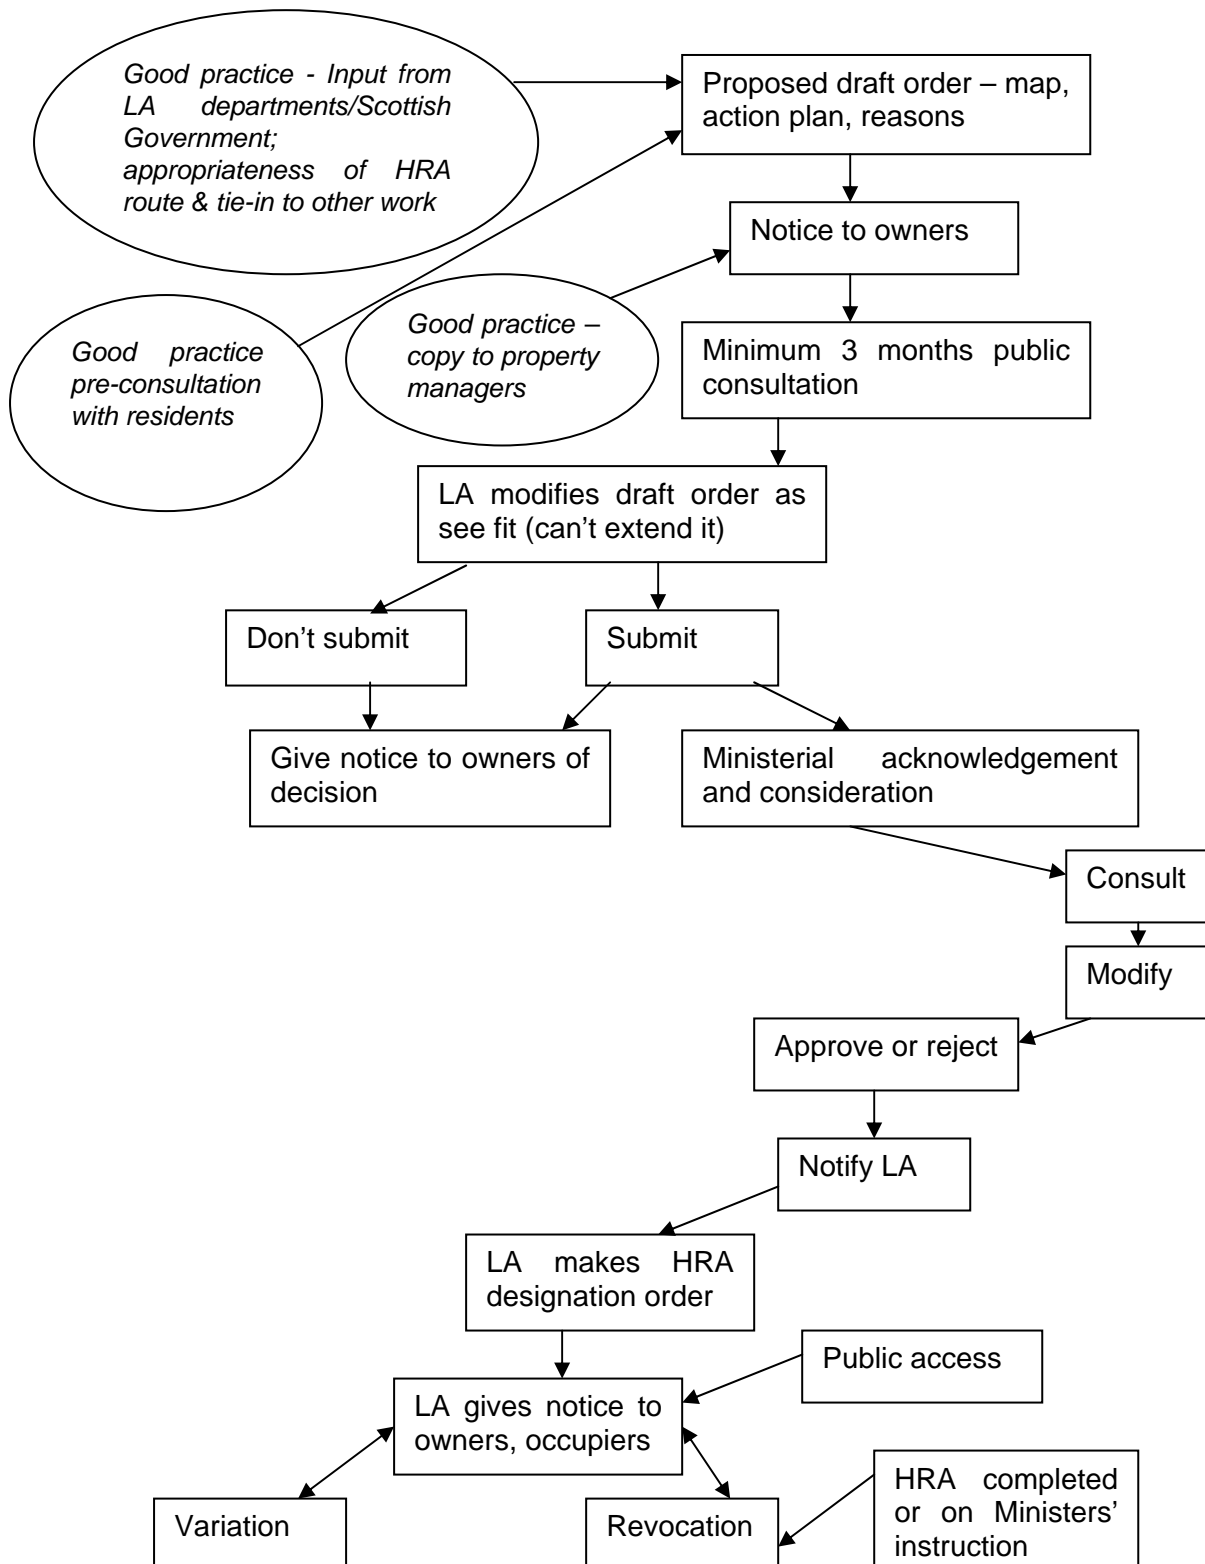 Good practice - Input from
LA departments/Scottish
Government;
appropriateness of HRA
route & tie-in to other work
Proposed draft order – map,
action plan, reasons
Notice to owners
Good practice
pre-consultation
with residents
Good practice –
copy to property
managers
Minimum 3 months public
consultation
LA modifies draft order as
see fit (can’t extend it)
Don’t submit
Submit
Give notice to owners of
decision
Ministerial acknowledgement
and consideration
Consult
Modify
Approve or reject
Notify LA
LA makes HRA
designation order
Public access
LA gives notice to
owners, occupiers
Variation
Revocation
HRA completed
or on Ministers’
instruction